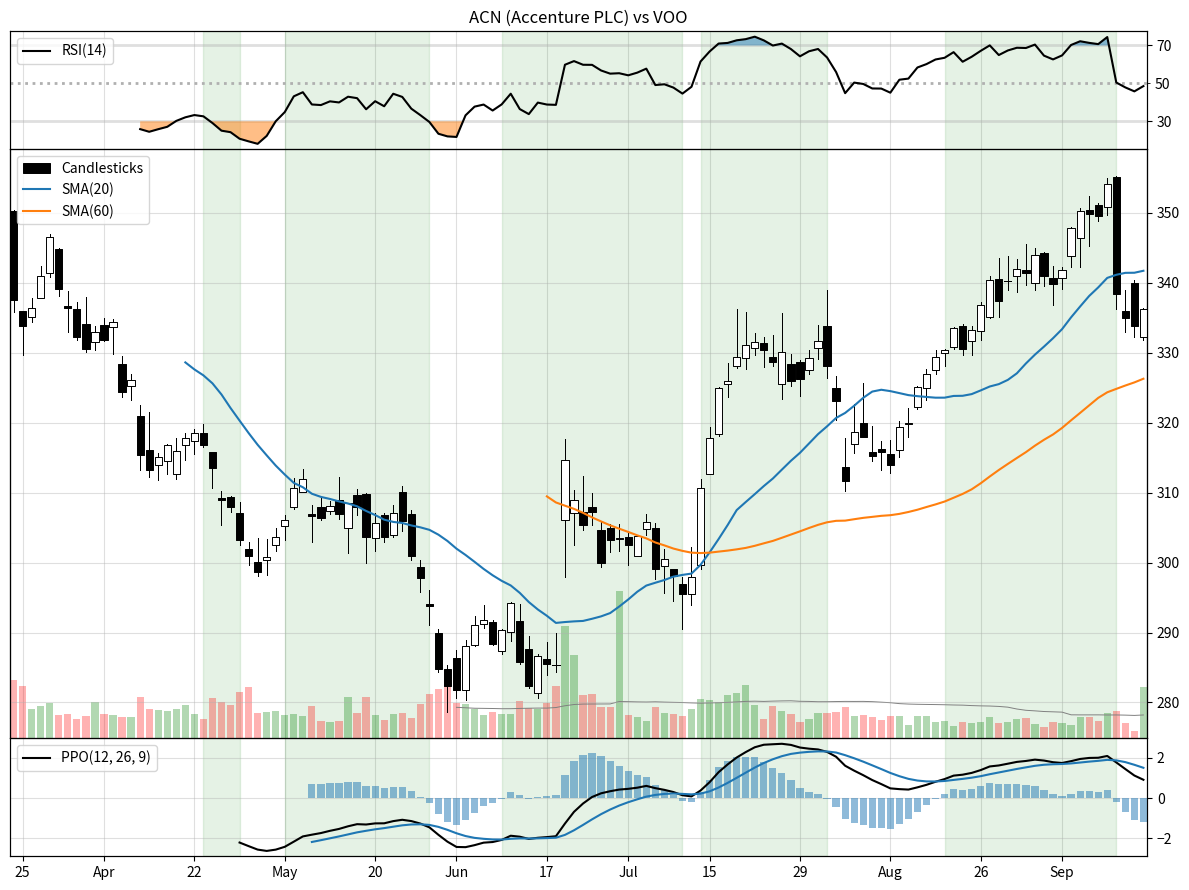 ACN (Accenture PLC) vs VOO
RSI(14)
70
50
30
Candlesticks
SMA(20)
SMA(60)
350
340
330
320
310
300
290
280
PPO(12, 26, 9)
2
0
−2
25 Apr 22 May 20 Jun 17 Jul 15 29 Aug 26 Sep